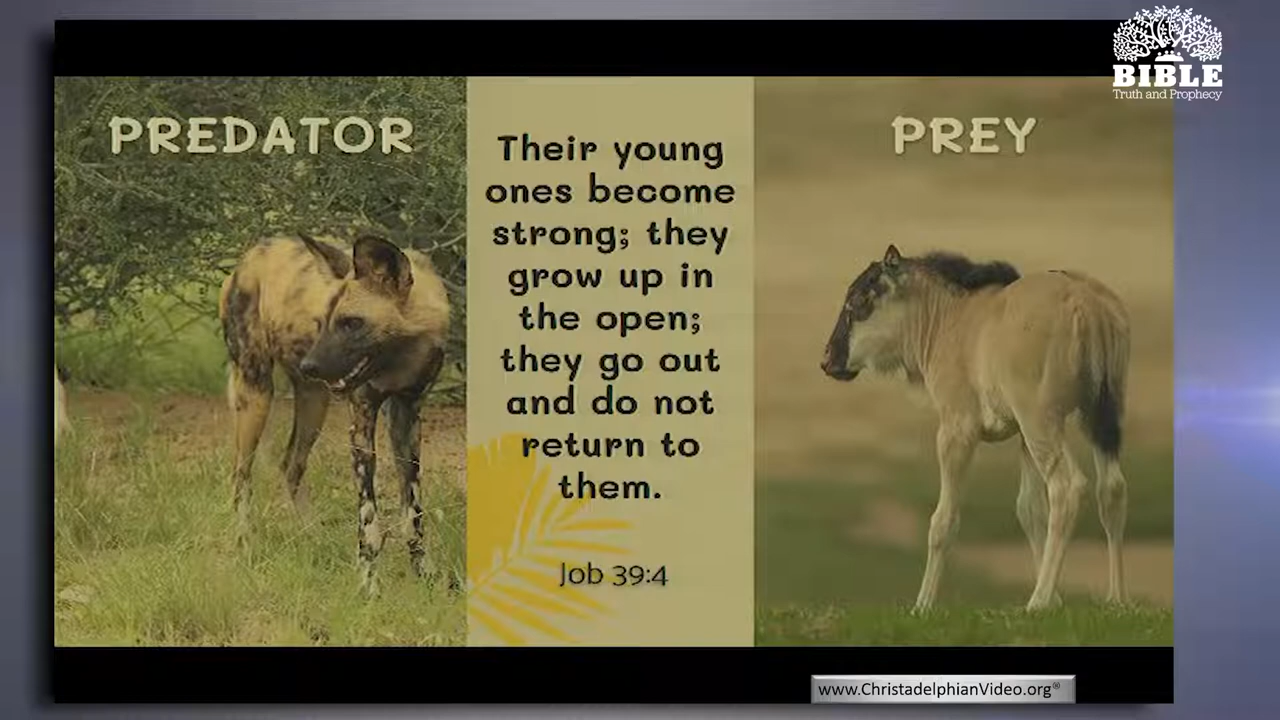 BIBLE
Truth and Prophecy
PREDATOR
Their young
ones become
strong; they
grow up in
the open;
they go out
and do not
return to
them.
Job 39:4
PREY
www.ChristadelphianVideo.org®